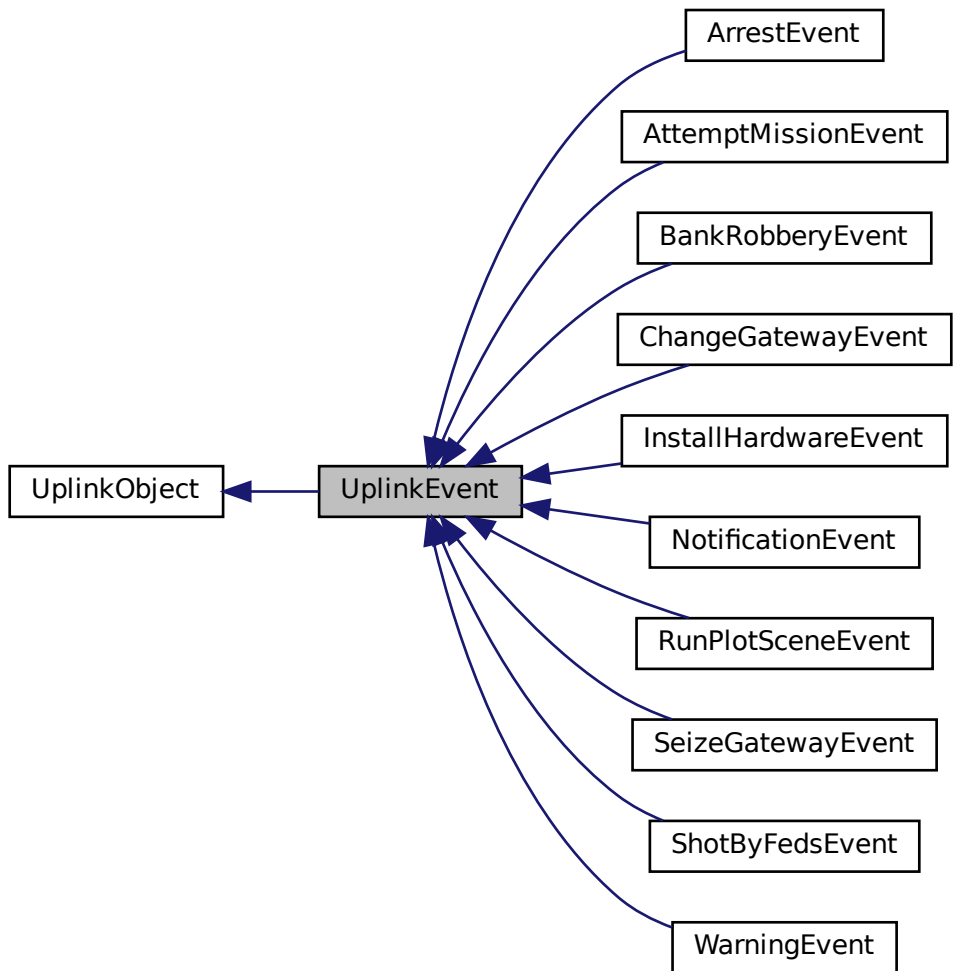 ArrestEvent
AttemptMissionEvent
BankRobberyEvent
ChangeGatewayEvent
InstallHardwareEvent
UplinkObject
UplinkEvent
NotificationEvent
RunPlotSceneEvent
SeizeGatewayEvent
ShotByFedsEvent
WarningEvent